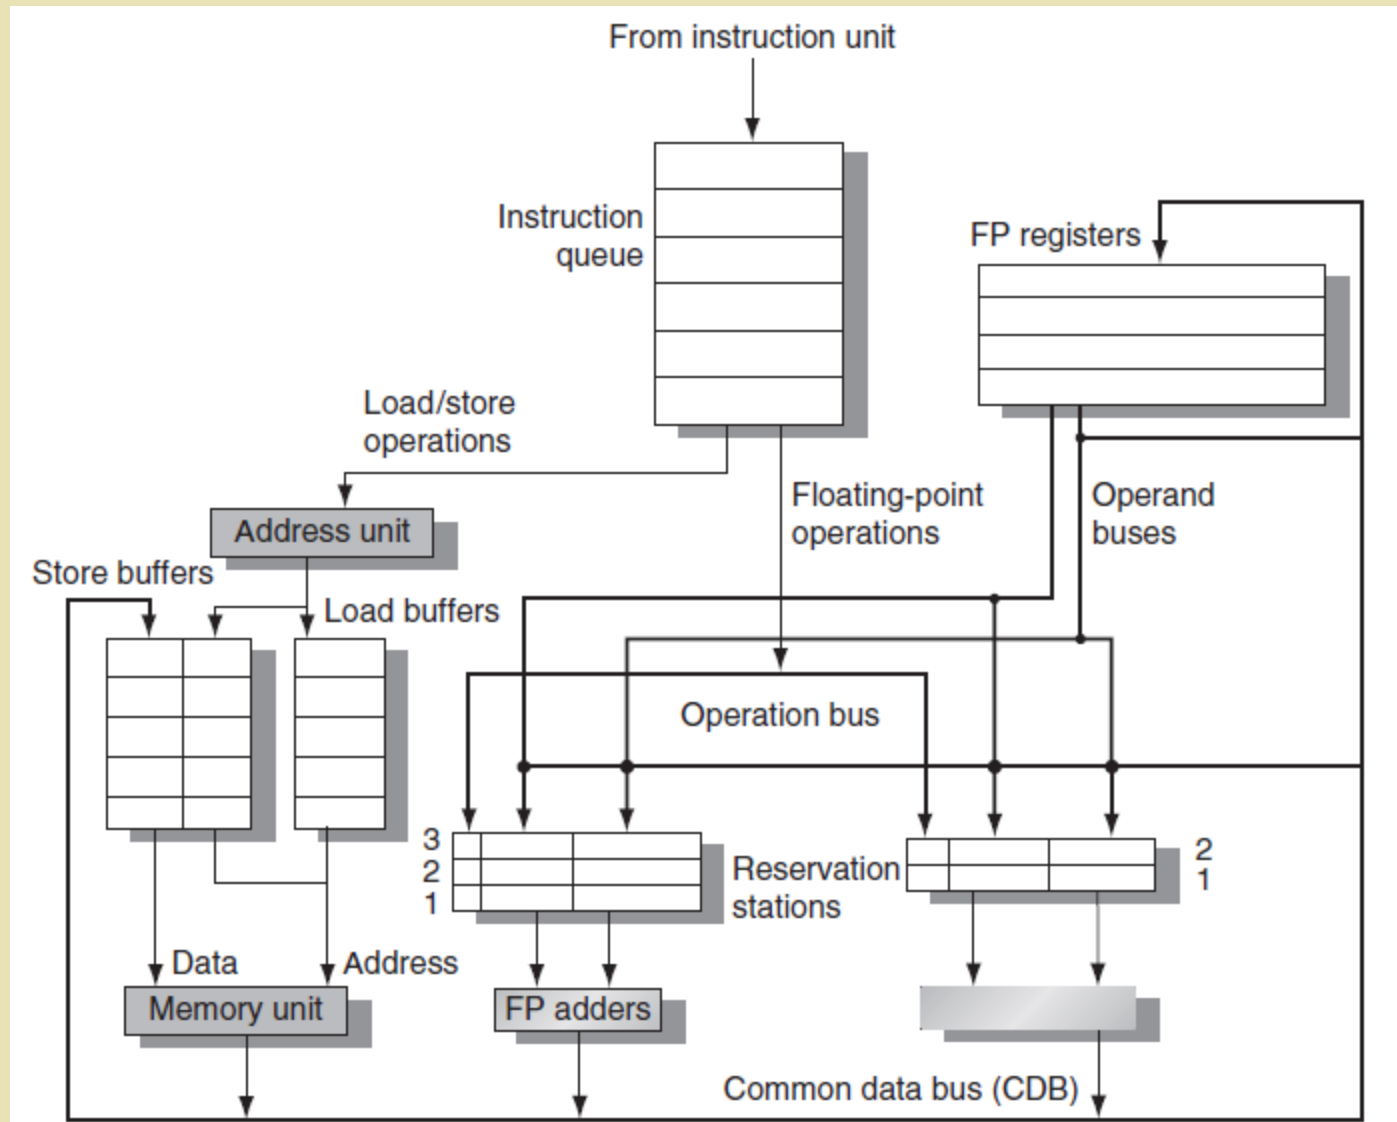 From instruction unit
Instruction
queue
FP registers
Load/store
operations
Floating-point
operations
Operand
buses
Address unit
Store buffers
Load buffers
Operation bus
3
2
1
Reservation
stations
2
1
Data
Address
Memory unit
FP adders
Common data bus (CDB)